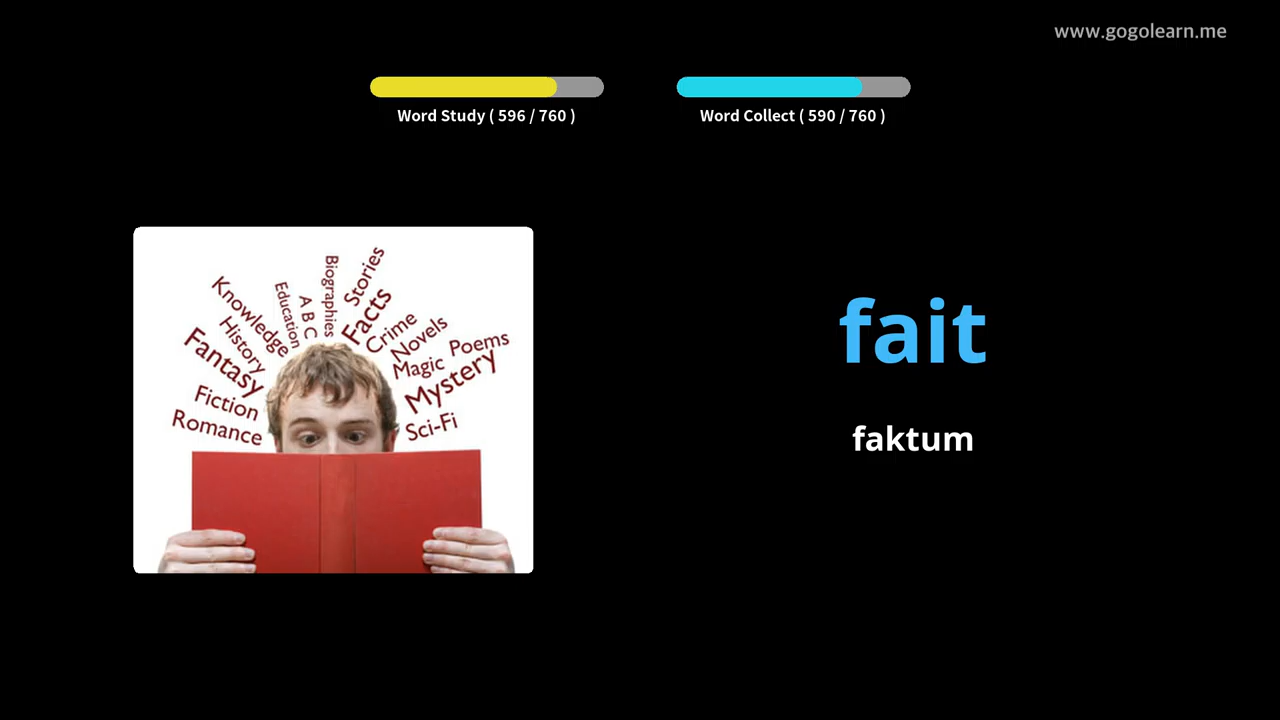 www.gogolearn.me
Word Study ( 596 / 760 )
Word Collect ( 590 / 760 )
Knowledge
History
Fantasy
Fiction
Romance
Education
A B C
Biographies
Stories
Facts
Crime
Novels
Magic
Poems
Mystery
Sci-Fi
fait
faktum